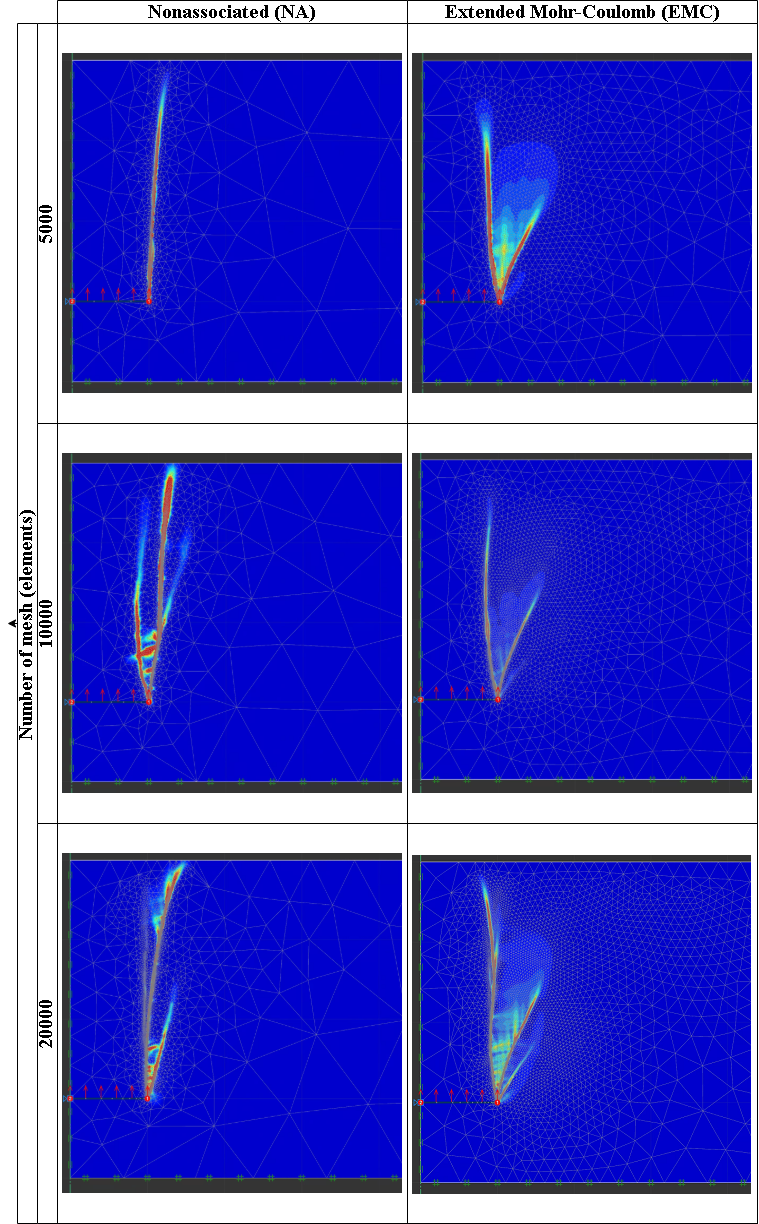 Nonassociated (NA)
Extended Mohr-Coulomb (EMC)
Number of mesh (elements)
5000
10000
20000